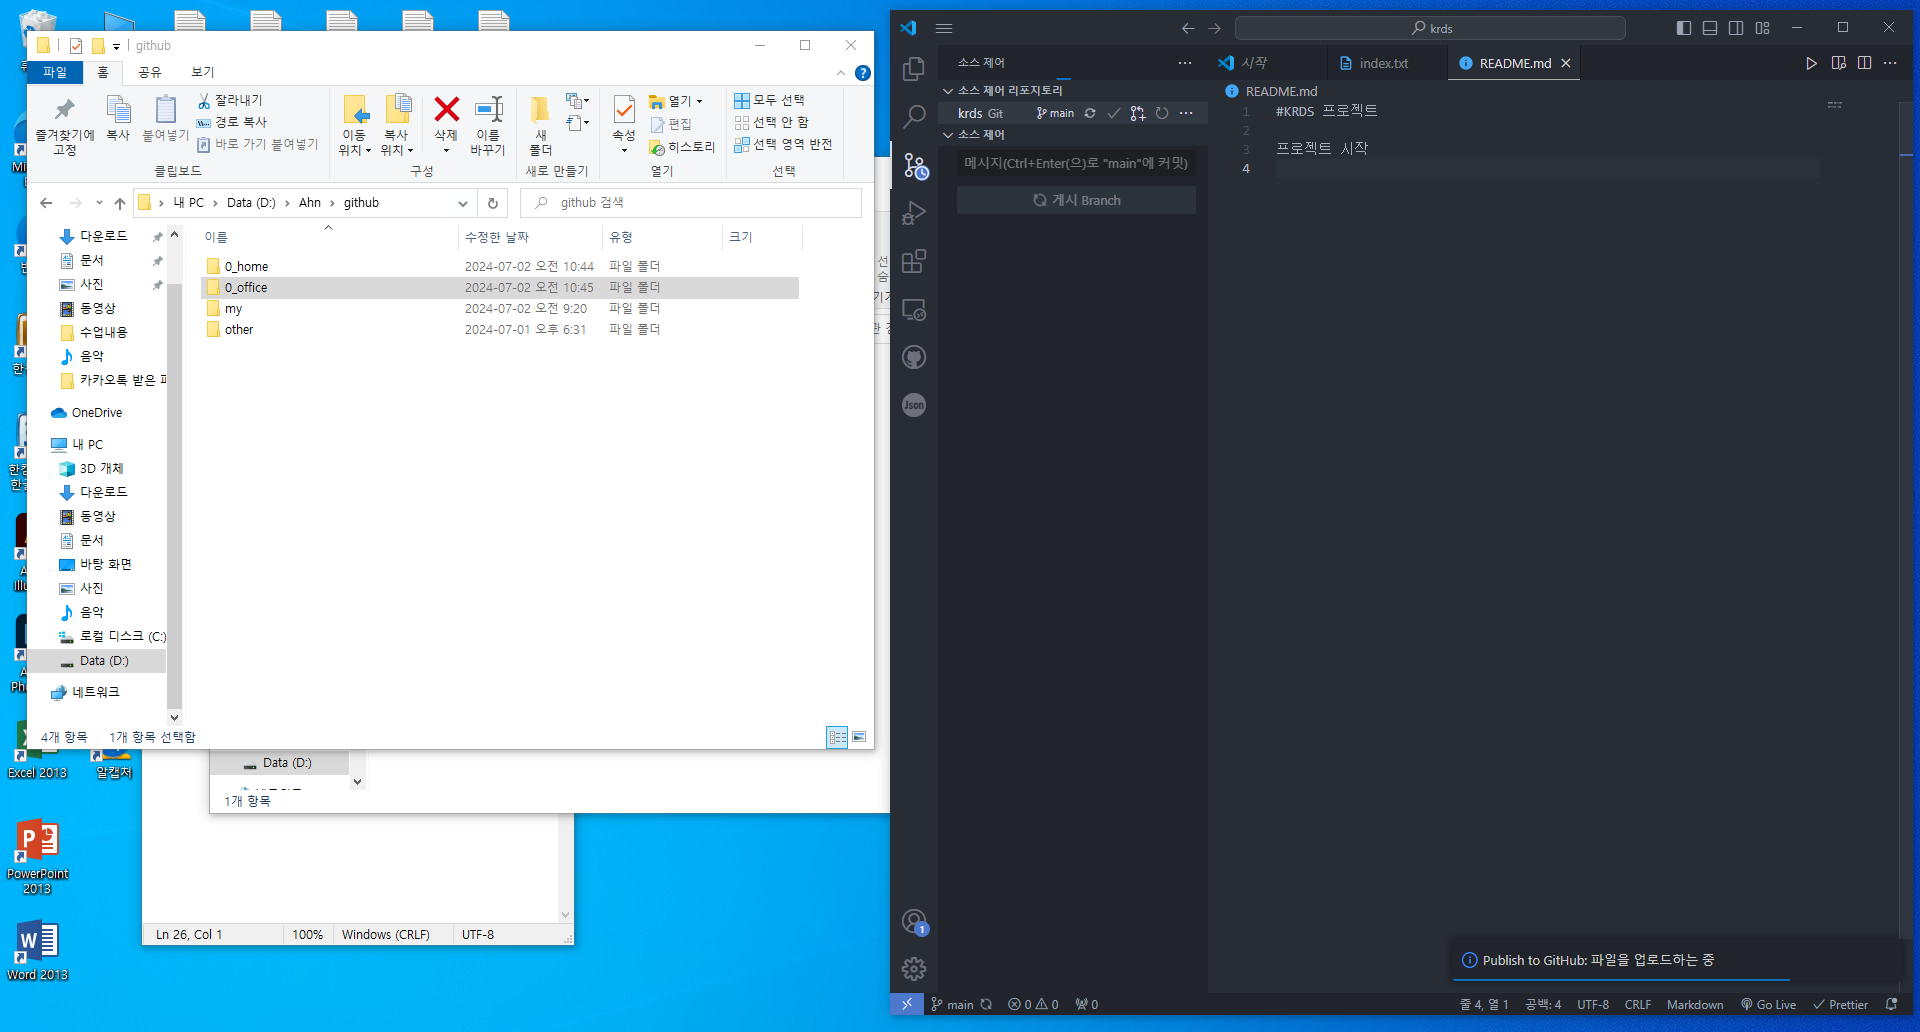 github
파일
홈
공유
보기
즐겨찾기에
고정
복사
붙여넣기
잘라내기
경로 복사
바로 가기 붙여넣기
클립보드
이동
위치
복사
위치
삭제
이름
바꾸기
구성
새
폴더
새로 만들기
속성
열기
편집
히스토리
열기
모두 선택
선택 안 함
선택 영역 반전
선택
내 PC
Data (D:)
Ahn
github
github 검색
이름
수정한 날짜
유형
크기
0_home 2024-07-02 오전 10:44 파일 폴더
0_office 2024-07-02 오전 10:45 파일 폴더
my 2024-07-02 오전 9:20 파일 폴더
other 2024-07-01 오후 6:31 파일 폴더
다운로드
문서
사진
동영상
수업내용
음악
카카오톡 받은
OneDrive
내 PC
3D 개체
다운로드
동영상
문서
바탕 화면
사진
음악
로컬 디스크 (C:)
Data (D:)
네트워크
4개 항목
1개 항목 선택함
Data (D:)
1개 항목
Ln 26, Col 1
100%
Windows (CRLF)
UTF-8
Excel 2013
알캡처
PowerPoint
2013
Word 2013
krds
소스 제어
시작
index.txt
README.md
소스 제어 리포지토리
krds Git
main
소스 제어
메시지(Ctrl+Enter(으)로 "main"에 커밋)
게시 Branch
Json
README.md
1 #KRDS 프로젝트
2
3 프로젝트 시작
4
1
Publish to GitHub: 파일을 업로드하는 중
main
0
0
0
줄 4, 열 1
공백: 4
UTF-8
CRLF
Markdown
Go Live
Prettier